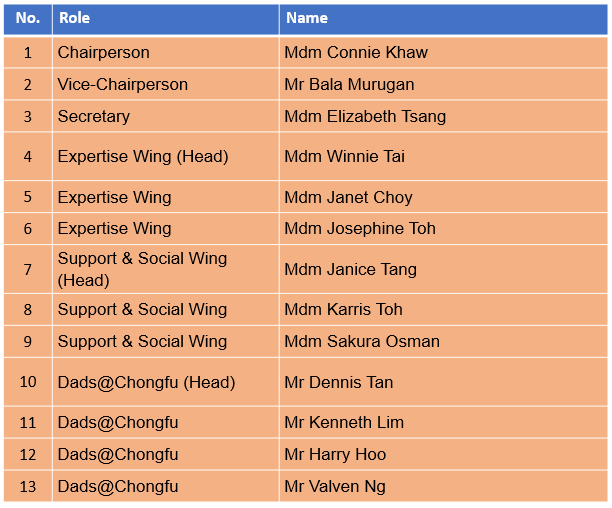 No. Role Name
1 Chairperson Mdm Connie Khaw
2 Vice-Chairperson Mr Bala Murugan
3 Secretary Mdm Elizabeth Tsang
4 Expertise Wing (Head) Mdm Winnie Tai
5 Expertise Wing Mdm Janet Choy
6 Expertise Wing Mdm Josephine Toh
7 Support & Social Wing (Head) Mdm Janice Tang
8 Support & Social Wing Mdm Karris Toh
9 Support & Social Wing Mdm Sakura Osman
10 Dads@Chongfu (Head) Mr Dennis Tan
11 Dads@Chongfu Mr Kenneth Lim
12 Dads@Chongfu Mr Harry Hoo
13 Dads@Chongfu Mr Valven Ng